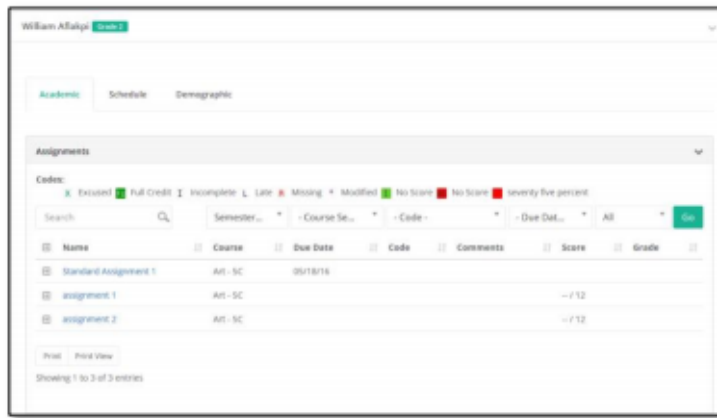 William Aflakpi Grade 2
Academic Schedule Demographic
Assignments
Codes:
X Excused Full Credit I Incomplete L Late R Missing * Modified No Score No Score seventy five percent
Search Semester... - Course Se... - Code - - Due Dat... All Go
Name Course Due Date Code Comments Score Grade
Standard Assignment 1 Art - SC 05/18/16
assignment 1 Art - SC -- / 12
assignment 2 Art - SC -- / 12
Print Print View
Showing 1 to 3 of 3 entries